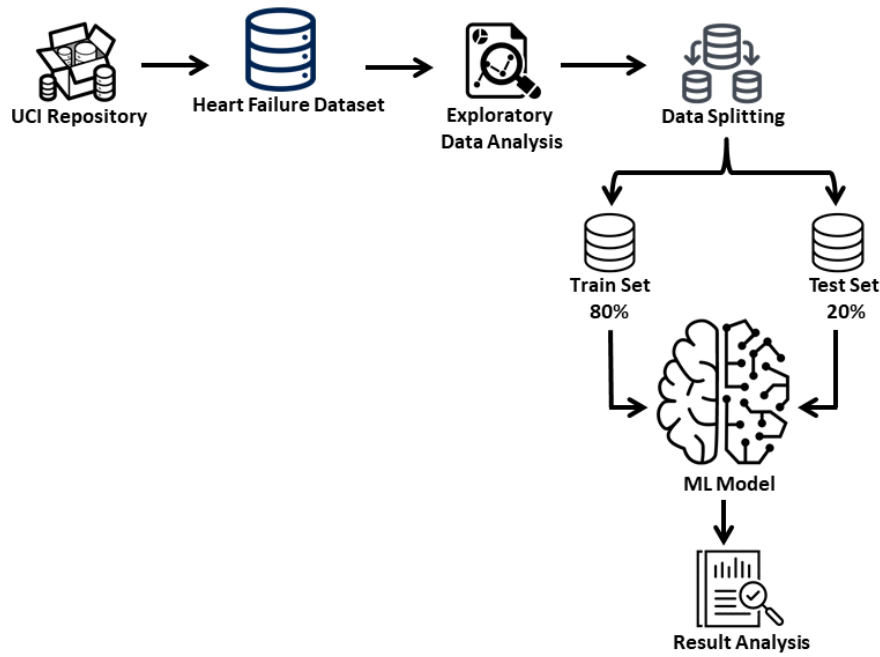 UCI Repository
Heart Failure Dataset
Exploratory
Data Analysis
Data Splitting
Train Set
80%
Test Set
20%
ML Model
Result Analysis